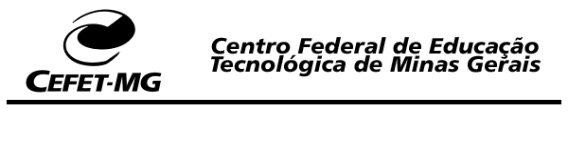 Centro Federal de Educação
Tecnológica de Minas Gerais
CEFET-MG